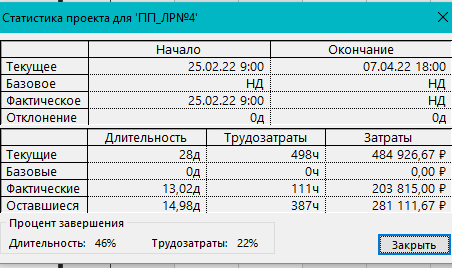 Статистика проекта для 'ПП_ЛР№4'
Начало Окончание
Текущее 25.02.22 9:00 07.04.22 18:00
Базовое НД НД
Фактическое 25.02.22 9:00 НД
Отклонение 0д 0д
Длительность Трудозатраты Затраты
Текущие 28д 498ч 484 926,67 ₽
Базовые 0д 0ч 0,00 ₽
Фактические 13,02д 111ч 203 815,00 ₽
Оставшиеся 14,98д 387ч 281 111,67 ₽
Процент завершения
Длительность: 46% Трудозатраты: 22%
Закрыть